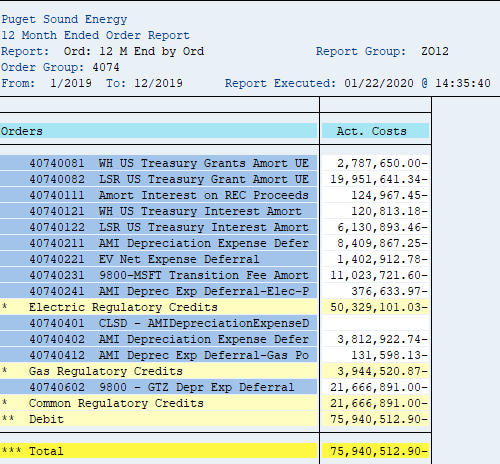 Puget Sound Energy
12 Month Ended Order Report
Report: Ord: 12 M End by Ord Report Group: ZO12
Order Group: 4074
From: 1/2019 To: 12/2019 Report Executed: 01/22/2020 @ 14:35:40
Orders Act. Costs
40740081 WH US Treasury Grants Amort UE 2,787,650.00-
40740082 LSR US Treasury Grant Amort UE 19,951,641.34-
40740111 Amort Interest on REC Proceeds 124,967.45-
40740121 WH US Treasury Interest Amort 120,813.18-
40740122 LSR US Treasury Interest Amort 6,130,893.46-
40740211 AMI Depreciation Expense Defer 8,409,867.25-
40740221 EV Net Expense Deferral 1,402,912.78-
40740231 9800-MSFT Transition Fee Amort 11,023,721.60-
40740241 AMI Deprec Exp Deferral-Elec-P 376,633.97-
* Electric Regulatory Credits 50,329,101.03-
40740401 CLSD - AMIDepreciationExpenseD
40740402 AMI Depreciation Expense Defer 3,812,922.74-
40740412 AMI Deprec Exp Deferral-Gas Po 131,598.13-
* Gas Regulatory Credits 3,944,520.87-
40740602 9800 - GTZ Depr Exp Deferral 21,666,891.00-
* Common Regulatory Credits 21,666,891.00-
** Debit 75,940,512.90-
*** Total 75,940,512.90-